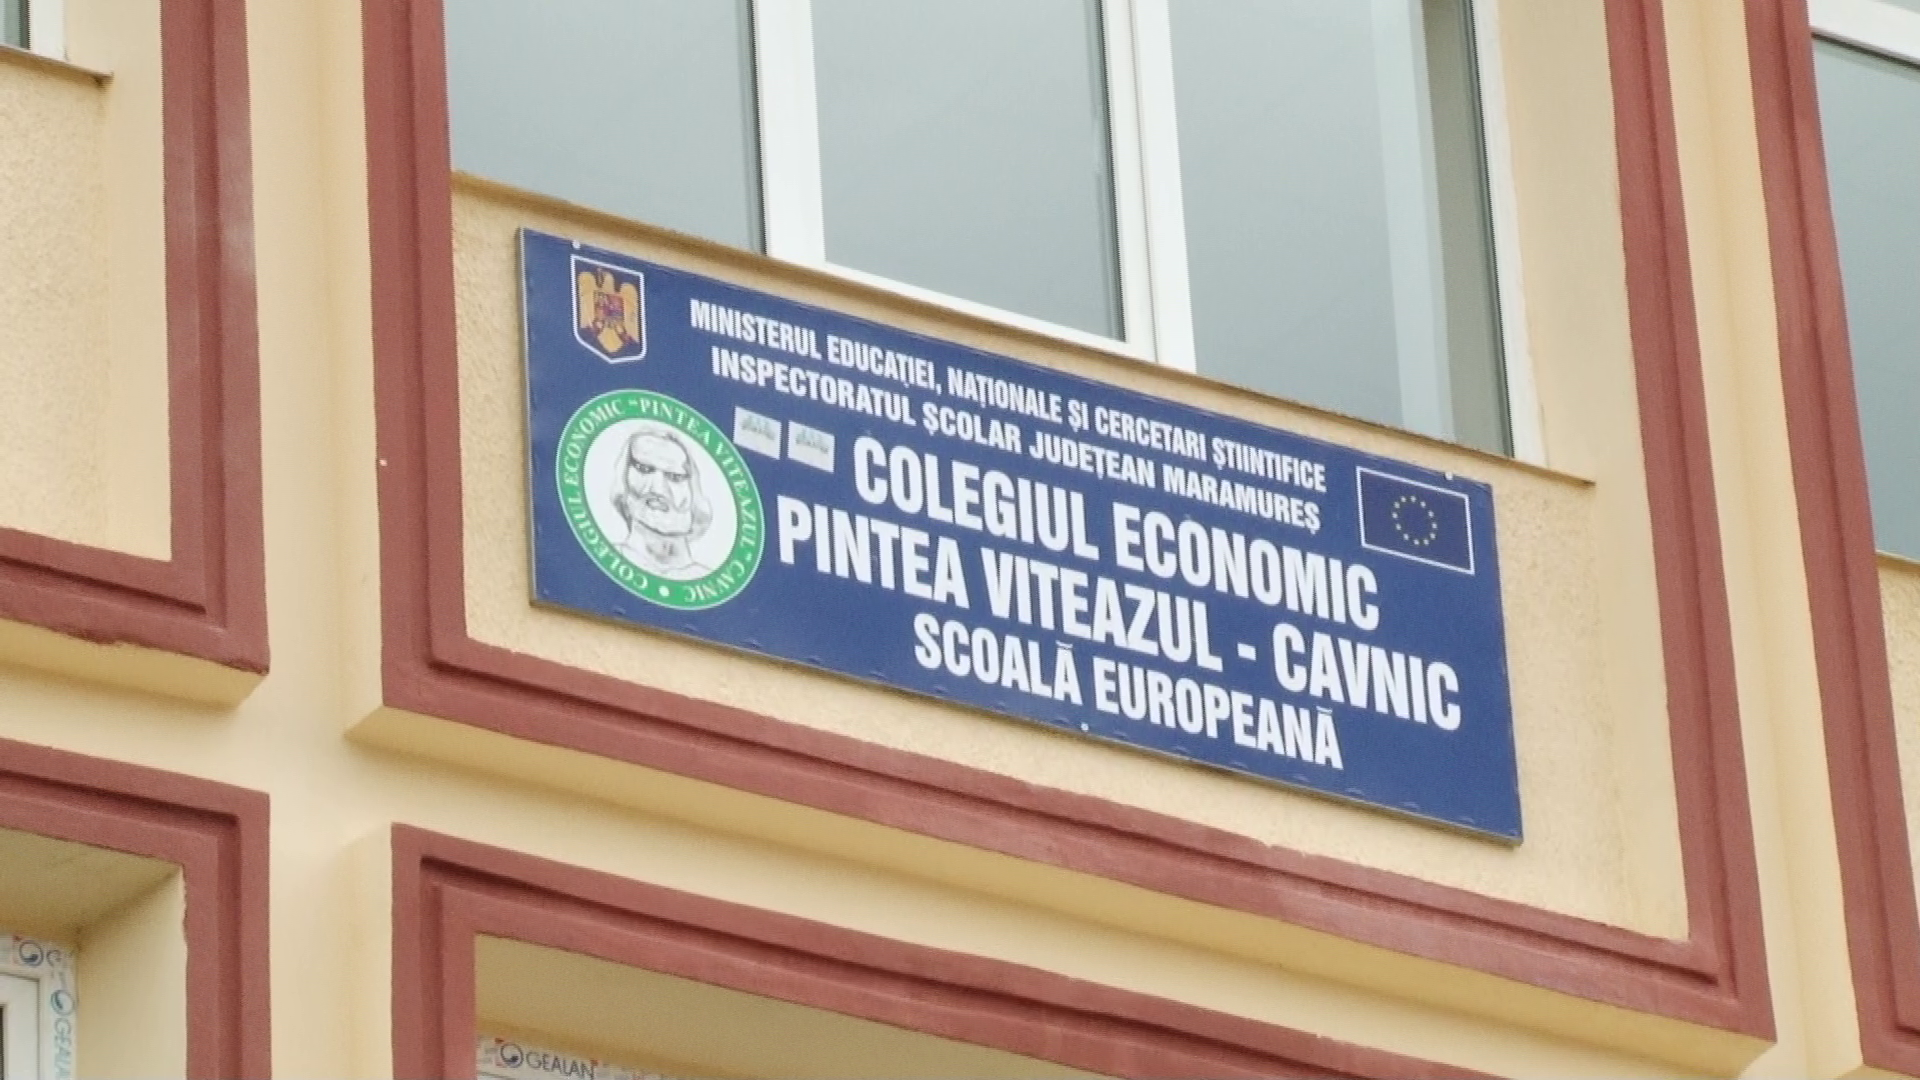 MINISTERUL EDUCAȚIEI, NAȚIONALE ȘI CERCETARI ȘTIINTIFICE
INSPECTORATUL ȘCOLAR JUDEȚEAN MARAMUREȘ
COLEGIUL ECONOMIC
PINTEA VITEAZUL - CAVNIC
SCOALĂ EUROPEANĂ
COLEGIUL ECONOMIC "PINTEA VITEAZUL" CAVNIC •
GEALAN